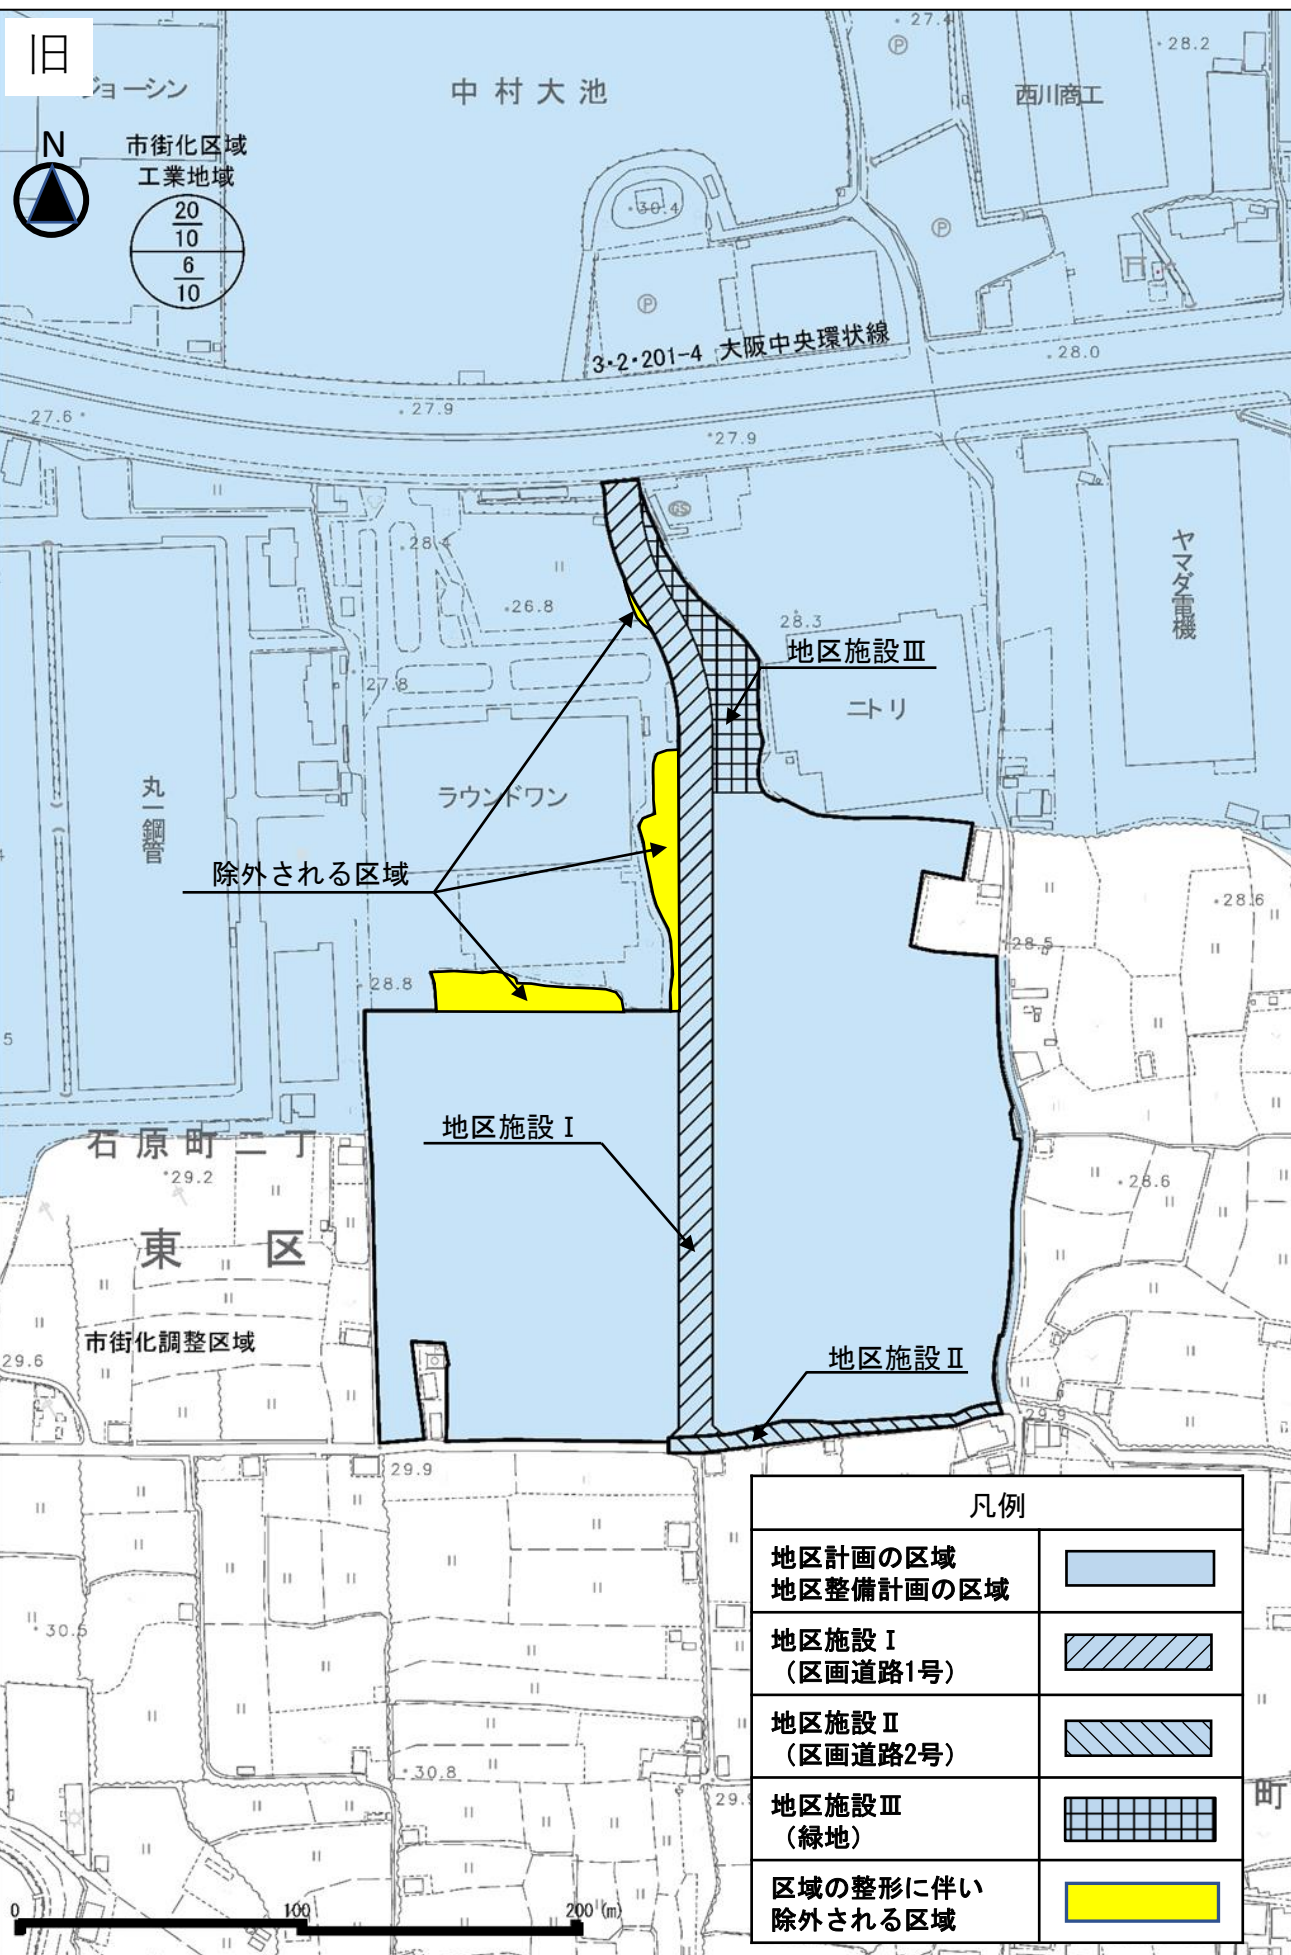 旧
ジョーシン
中村大池
27.4
Ⓟ
28.2
西川商工
N
市街化区域
工業地域
20
10
6
10
30.4
Ⓟ
Ⓟ
3・2・201-4 大阪中央環状線
28.0
27.6
27.9
27.9
GS
28.4
26.8
28.3
ヤマダ電機
地区施設Ⅲ
27.8
ニトリ
丸一鋼管
ラウンドワン
除外される区域
28.6
28.5
28.8
地区施設Ⅰ
石原町二丁
29.2
28.6
東区
市街化調整区域
29.6
地区施設Ⅱ
29.9
29.9
凡例
地区計画の区域
地区整備計画の区域
地区施設Ⅰ
（区画道路1号）
地区施設Ⅱ
（区画道路2号）
地区施設Ⅲ
（緑地）
区域の整形に伴い
除外される区域
30.5
30.8
29.9
町
0
100
200
(m)